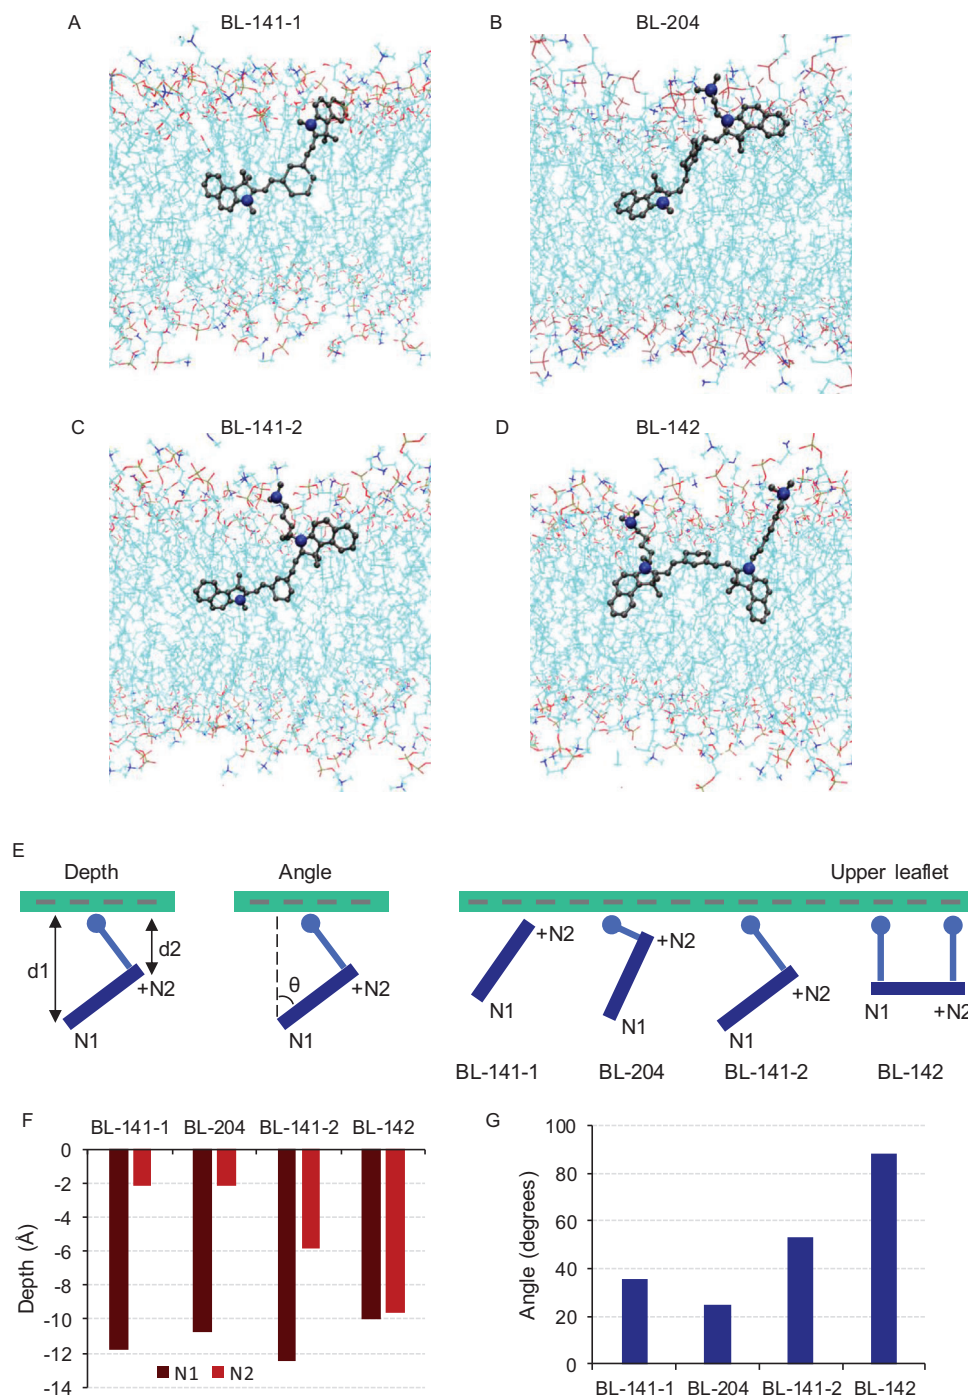 A BL-141-1
B BL-204
C BL-141-2
D BL-142
E
Depth Angle Upper leaflet
d1 d2 +N2 N1
θ +N2 N1
+N2 N1
+N2 N1
+N2 N1
N1 +N2
BL-141-1 BL-204 BL-141-2 BL-142
F
BL-141-1 BL-204 BL-141-2 BL-142
Depth (Å)
0
-2
-4
-6
-8
-10
-12
-14
N1 N2
G
Angle (degrees)
100
80
60
40
20
0
BL-141-1 BL-204 BL-141-2 BL-142